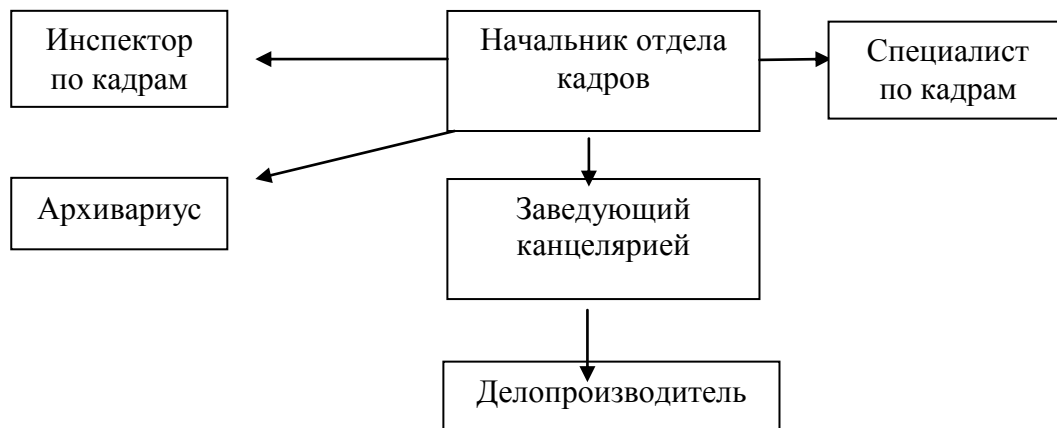 Инспектор
по кадрам
Начальник отдела
кадров
Специалист
по кадрам
Архивариус
Заведующий
канцелярией
Делопроизводитель